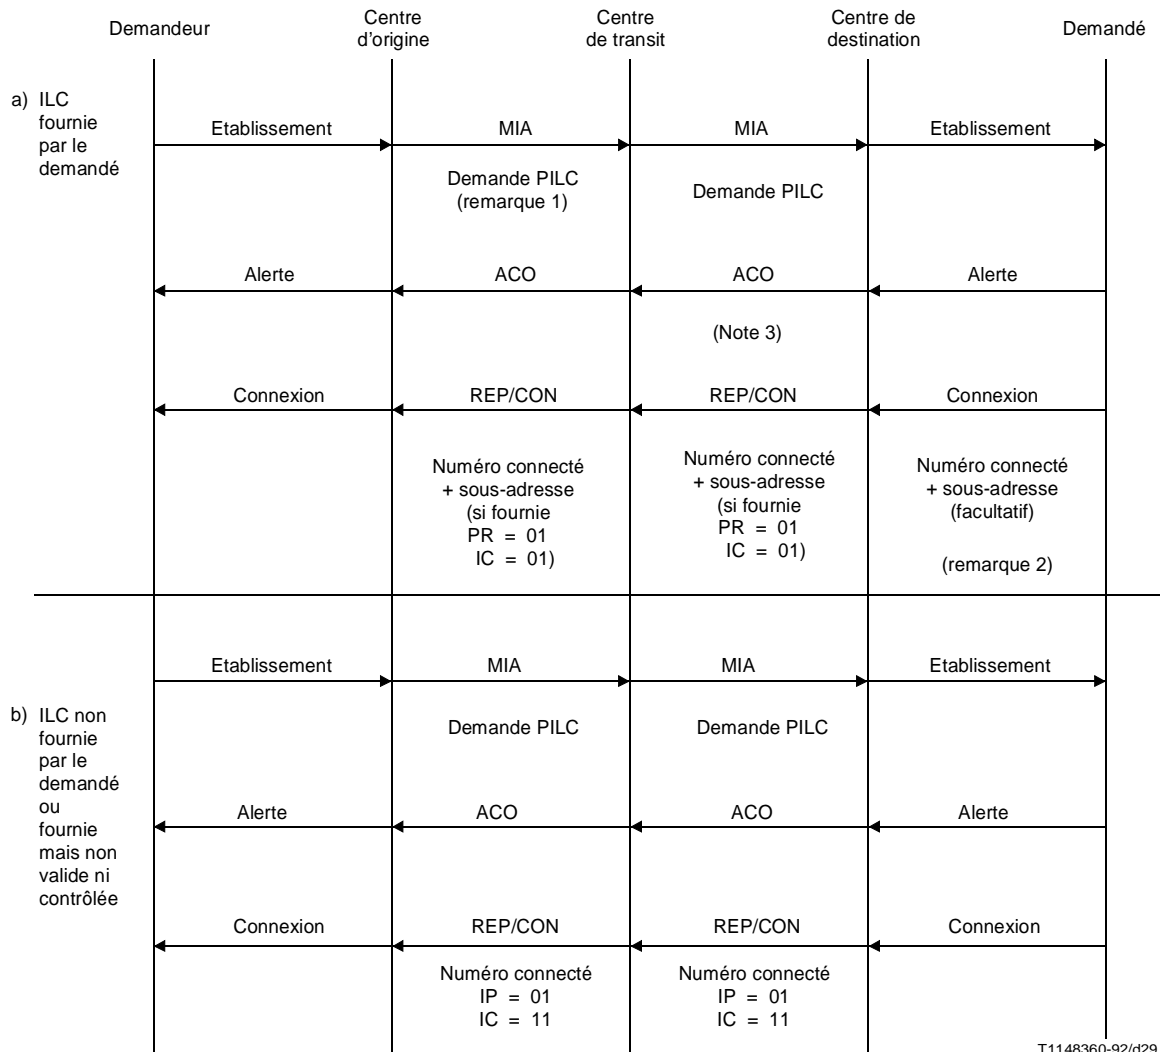 Demandeur
Centre
d'origine
Centre
de transit
Centre de
destination
Demandé
a) ILC
fournie
par le
demandé
Etablissement
MIA
MIA
Etablissement
Demande PILC
(remarque 1)
Demande PILC
Alerte
ACO
ACO
Alerte
(Note 3)
Connexion
REP/CON
REP/CON
Connexion
Numéro connecté
+ sous-adresse
(si fournie
PR = 01
IC = 01)
Numéro connecté
+ sous-adresse
(si fournie
PR = 01
IC = 01)
Numéro connecté
+ sous-adresse
(facultatif)
(remarque 2)
b) ILC non
fournie
par le
demandé
ou
fournie
mais non
valide ni
contrôlée
Etablissement
MIA
MIA
Etablissement
Demande PILC
Demande PILC
Alerte
ACO
ACO
Alerte
Connexion
REP/CON
REP/CON
Connexion
Numéro connecté
IP = 01
IC = 11
Numéro connecté
IP = 01
IC = 11
T1148360-92/d29